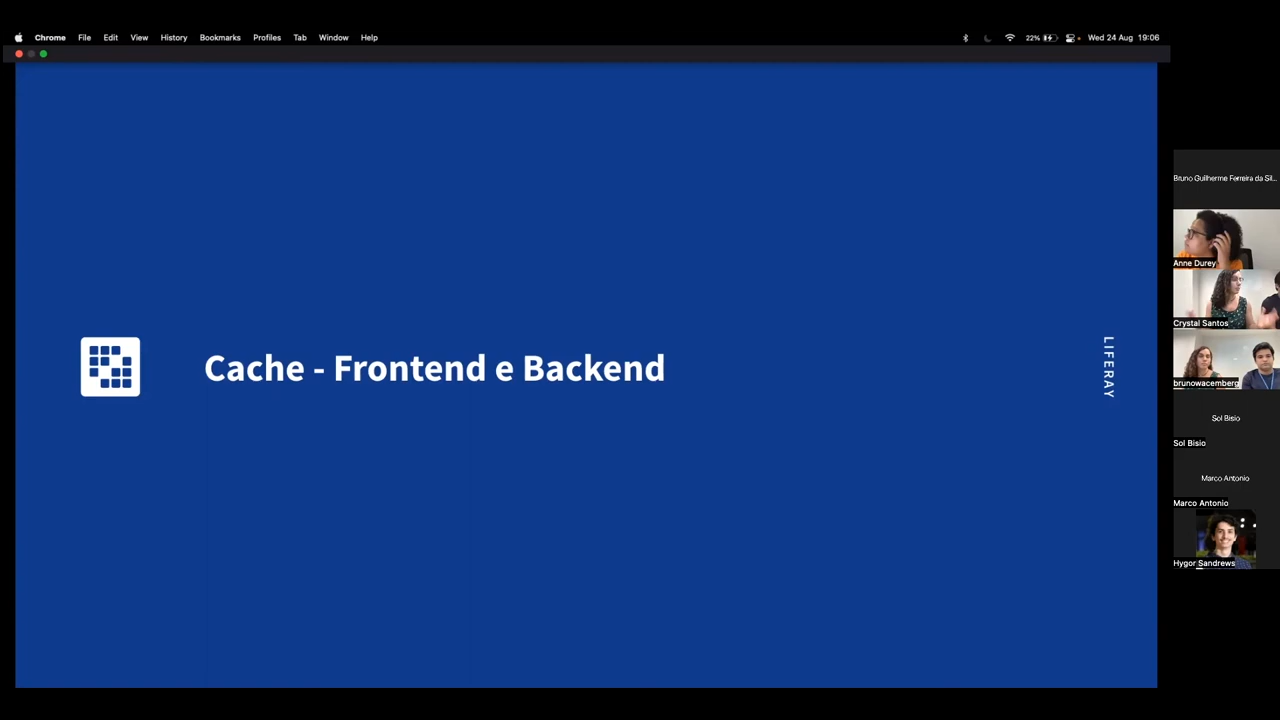 Chrome File Edit View History Bookmarks Profiles Tab Window Help
22% Wed 24 Aug 19:06
Cache - Frontend e Backend
LIFERAY
Bruno Guilherme Ferreira da Sil...
Anne Durey
Crystal Santos
brunowacemberg
Sol Bisio
Sol Bisio
Marco Antonio
Marco Antonio
Hygor Sandrews